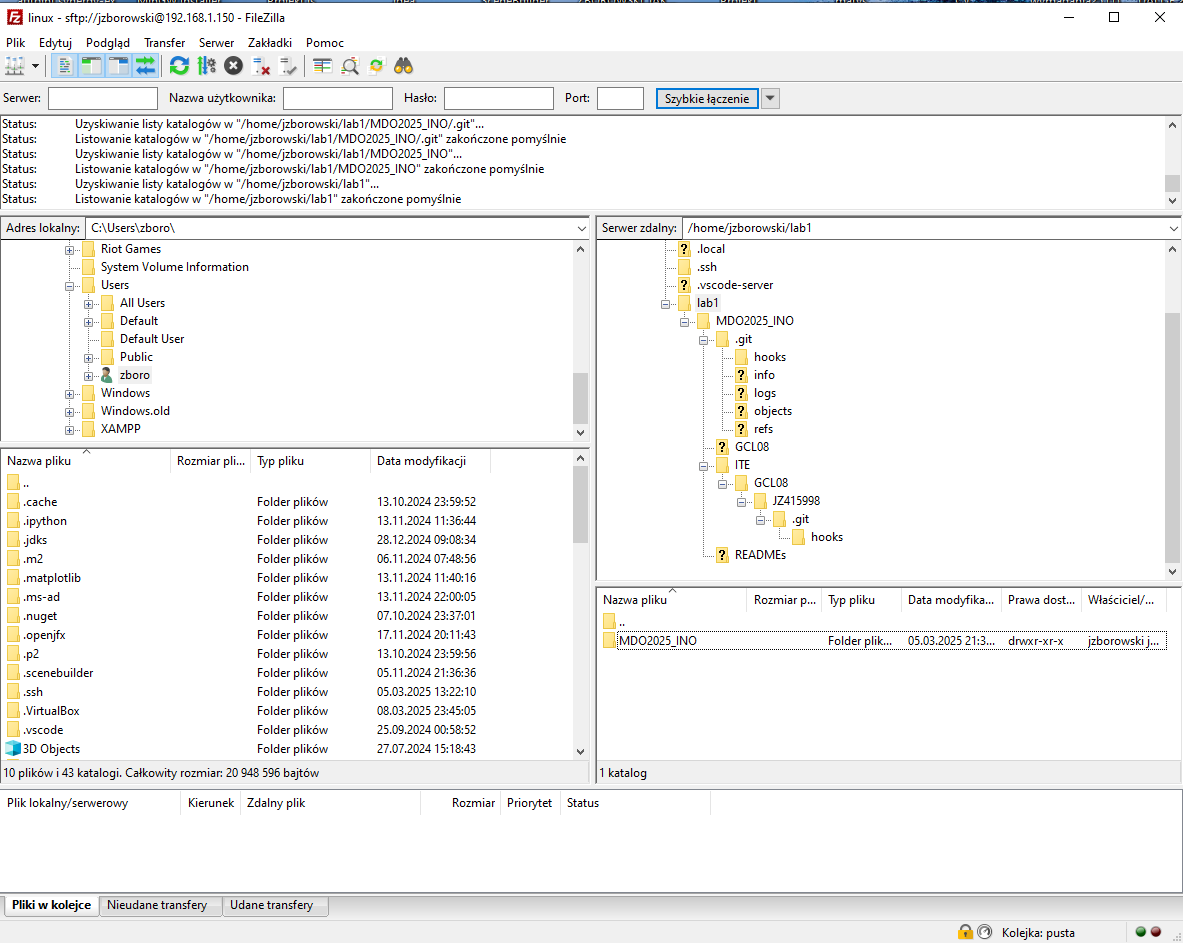 linux - sftp://jzborowski@192.168.1.150 - FileZilla
Plik Edytuj Podgląd Transfer Serwer Zakładki Pomoc
Serwer: Nazwa użytkownika: Hasło: Port: Szybkie łączenie
Status: Uzyskiwanie listy katalogów w "/home/jzborowski/lab1/MDO2025_INO/.git"...
Status: Listowanie katalogów w "/home/jzborowski/lab1/MDO2025_INO/.git" zakończone pomyślnie
Status: Uzyskiwanie listy katalogów w "/home/jzborowski/lab1/MDO2025_INO"...
Status: Listowanie katalogów w "/home/jzborowski/lab1/MDO2025_INO" zakończone pomyślnie
Status: Uzyskiwanie listy katalogów w "/home/jzborowski/lab1"...
Status: Listowanie katalogów w "/home/jzborowski/lab1" zakończone pomyślnie
Adres lokalny: C:\Users\zboro\
Riot Games
System Volume Information
Users
All Users
Default
Default User
Public
zboro
Windows
Windows.old
XAMPP
Nazwa pliku Rozmiar pli... Typ pliku Data modyfikacji
..
.cache Folder plików 13.10.2024 23:59:52
.ipython Folder plików 13.11.2024 11:36:44
.jdks Folder plików 28.12.2024 09:08:34
.m2 Folder plików 06.11.2024 07:48:56
.matplotlib Folder plików 13.11.2024 11:40:16
.ms-ad Folder plików 13.11.2024 22:00:05
.nuget Folder plików 07.10.2024 23:37:01
.openjfx Folder plików 17.11.2024 20:11:43
.p2 Folder plików 13.10.2024 23:59:56
.scenebuilder Folder plików 05.11.2024 21:36:36
.ssh Folder plików 05.03.2025 13:22:10
.VirtualBox Folder plików 08.03.2025 23:45:05
.vscode Folder plików 25.09.2024 00:58:52
3D Objects Folder plików 27.07.2024 15:18:43
10 plików i 43 katalogi. Całkowity rozmiar: 20 948 596 bajtów
Serwer zdalny: /home/jzborowski/lab1
.local
.ssh
.vscode-server
lab1
MDO2025_INO
.git
hooks
info
logs
objects
refs
GCL08
ITE
GCL08
JZ415998
.git
hooks
READMEs
Nazwa pliku Rozmiar p... Typ pliku Data modyfika... Prawa dost... Właściciel/...
..
MDO2025_INO Folder plik... 05.03.2025 21:3... drwxr-xr-x jzborowski j...
1 katalog
Plik lokalny/serwerowy Kierunek Zdalny plik Rozmiar Priorytet Status
Pliki w kolejce Nieudane transfery Udane transfery
Kolejka: pusta